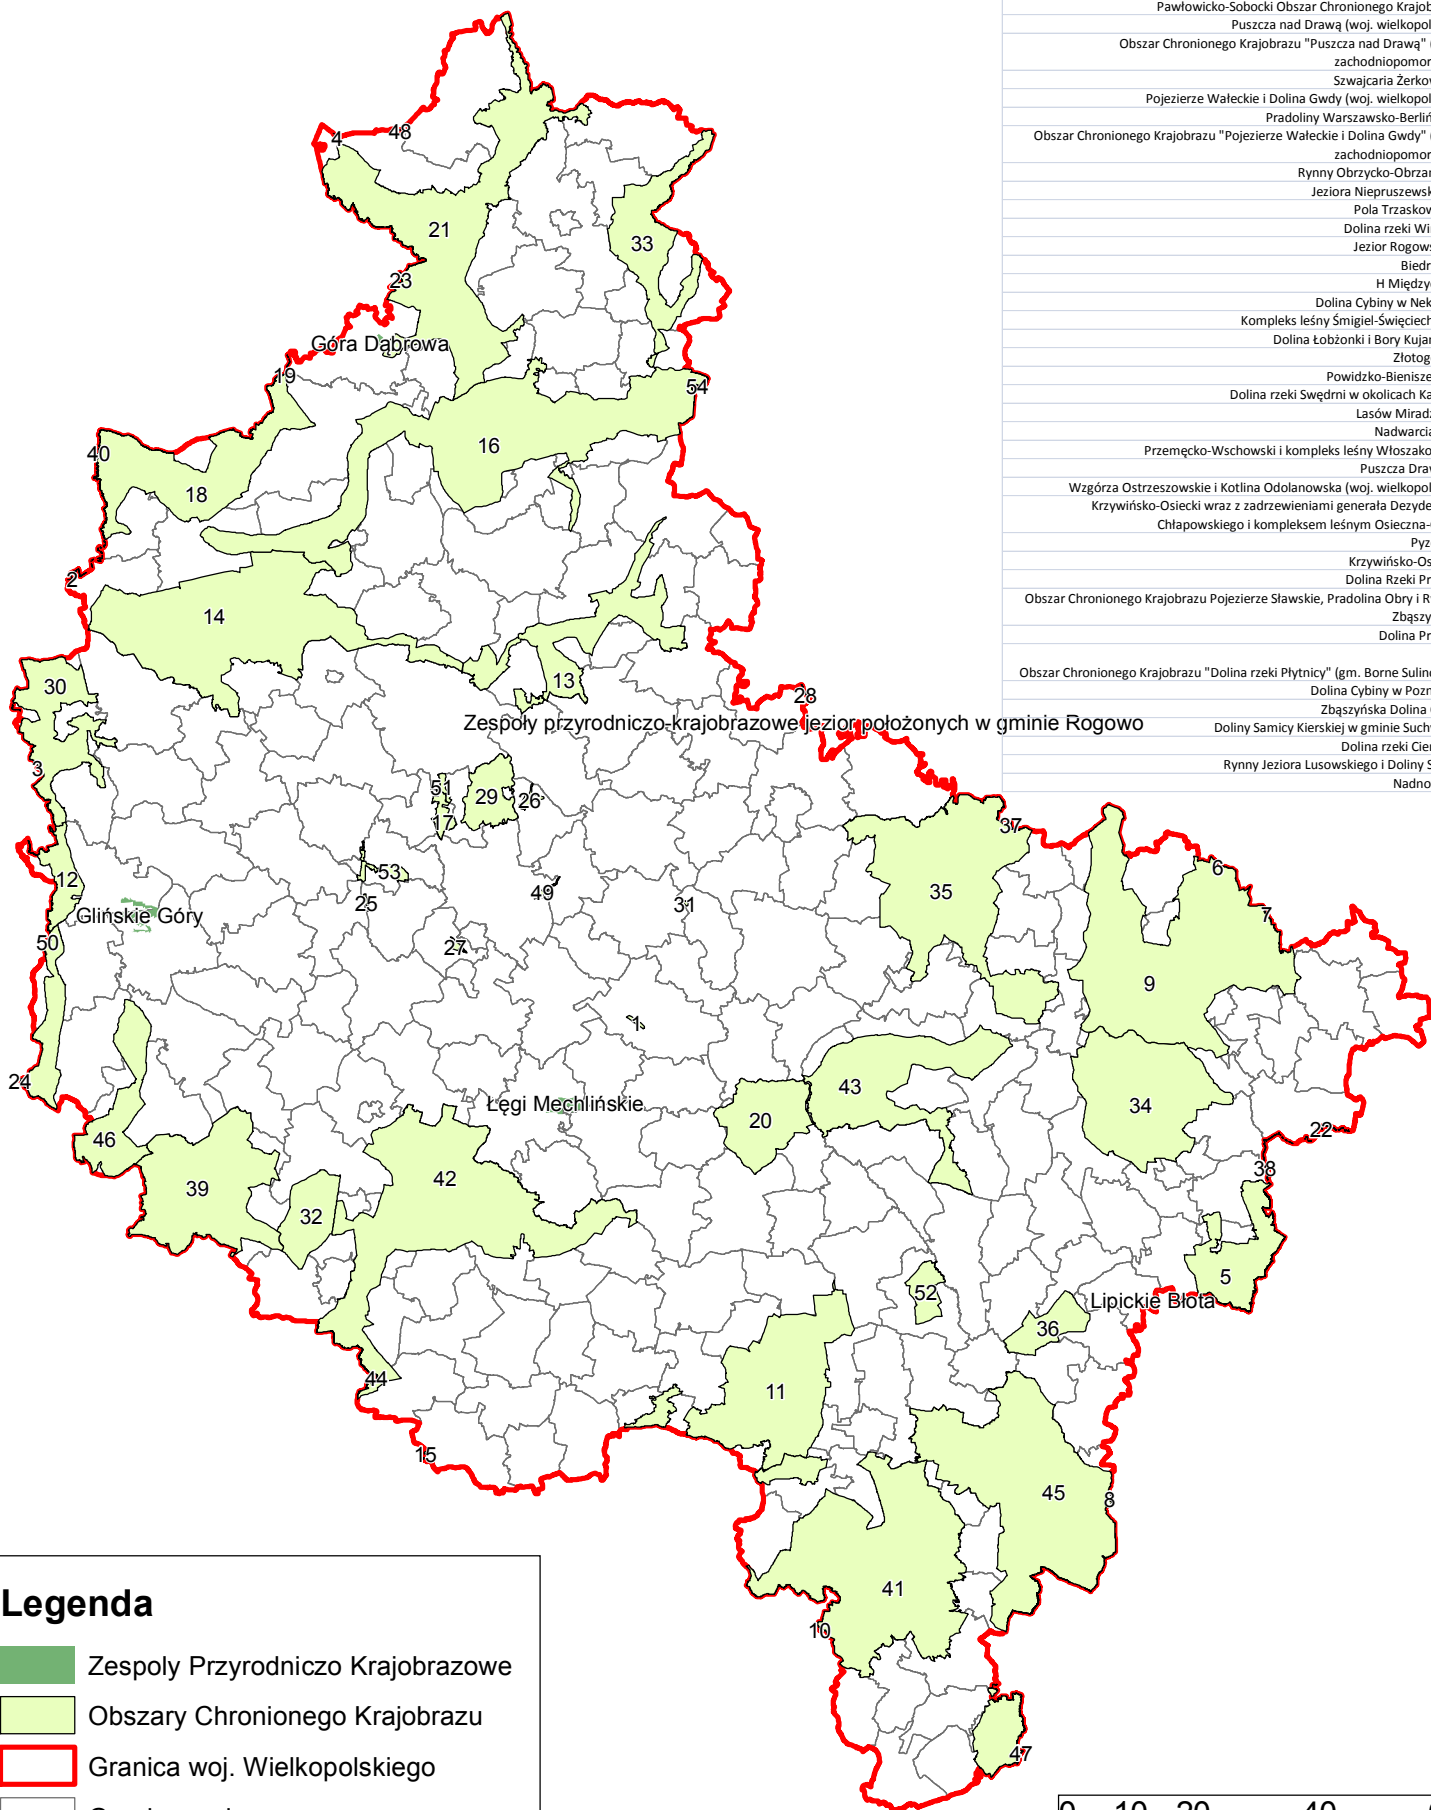 Pawłowicko-Sobocki Obszar Chronionego Krajob
Puszcza nad Drawą (woj. wielkopol
Obszar Chronionego Krajobrazu "Puszcza nad Drawą" (
zachodniopomor
Szwajcaria Żerkow
Pojezierze Wałeckie i Dolina Gwdy (woj. wielkopol
Pradoliny Warszawsko-Berliń
Obszar Chronionego Krajobrazu "Pojezierze Wałeckie i Dolina Gwdy" (
zachodniopomor
Rynny Obrzycko-Obrzań
Jeziora Niepruszewsk
Pola Trzaskow
Dolina rzeki Wi
Jezior Rogows
Biedr
H Między
Dolina Cybiny w Nek
Kompleks leśny Śmigiel-Święciech
Dolina Łobżonki i Bory Kujań
Złotog
Powidzko-Bienisze
Dolina rzeki Swędrni w okolicach Ka
Lasów Miradz
Nadwarcia
Przemęcko-Wschowski i kompleks leśny Włoszako
Puszcza Draw
Wzgórza Ostrzeszowskie i Kotlina Odolanowska (woj. wielkopol
Krzywińsko-Osiecki wraz z zadrzewieniami generała Dezyde
Chłapowskiego i kompleksem leśnym Osieczna-
Pyz
Krzywińsko-Os
Dolina Rzeki Pr
Obszar Chronionego Krajobrazu Pojezierze Sławskie, Pradolina Obry i R
Zbąszy
Dolina Pr
Obszar Chronionego Krajobrazu "Dolina rzeki Płytnicy" (gm. Borne Sulino
Dolina Cybiny w Pozn
Zbąszyńska Dolina
Doliny Samicy Kierskiej w gminie Such
Dolina rzeki Cie
Rynny Jeziora Lusowskiego i Doliny S
Nadno
4
48
21
33
23
Góra Dąbrowa
19
54
40
16
18
2
14
30
13
28
Zespoły przyrodniczo-krajobrazowe jezior położonych w gminie Rogowo
3
51
29
26
17
37
53
6
12
49
35
25
31
7
Glińskie Góry
50
27
9
1
24
43
Łęgi Mechlińskie
34
20
46
22
42
38
39
32
5
52
Lipickie Błota
36
44
11
15
45
8
41
10
47
Legenda
Zespoly Przyrodniczo Krajobrazowe
Obszary Chronionego Krajobrazu
Granica woj. Wielkopolskiego
0 10 20 40